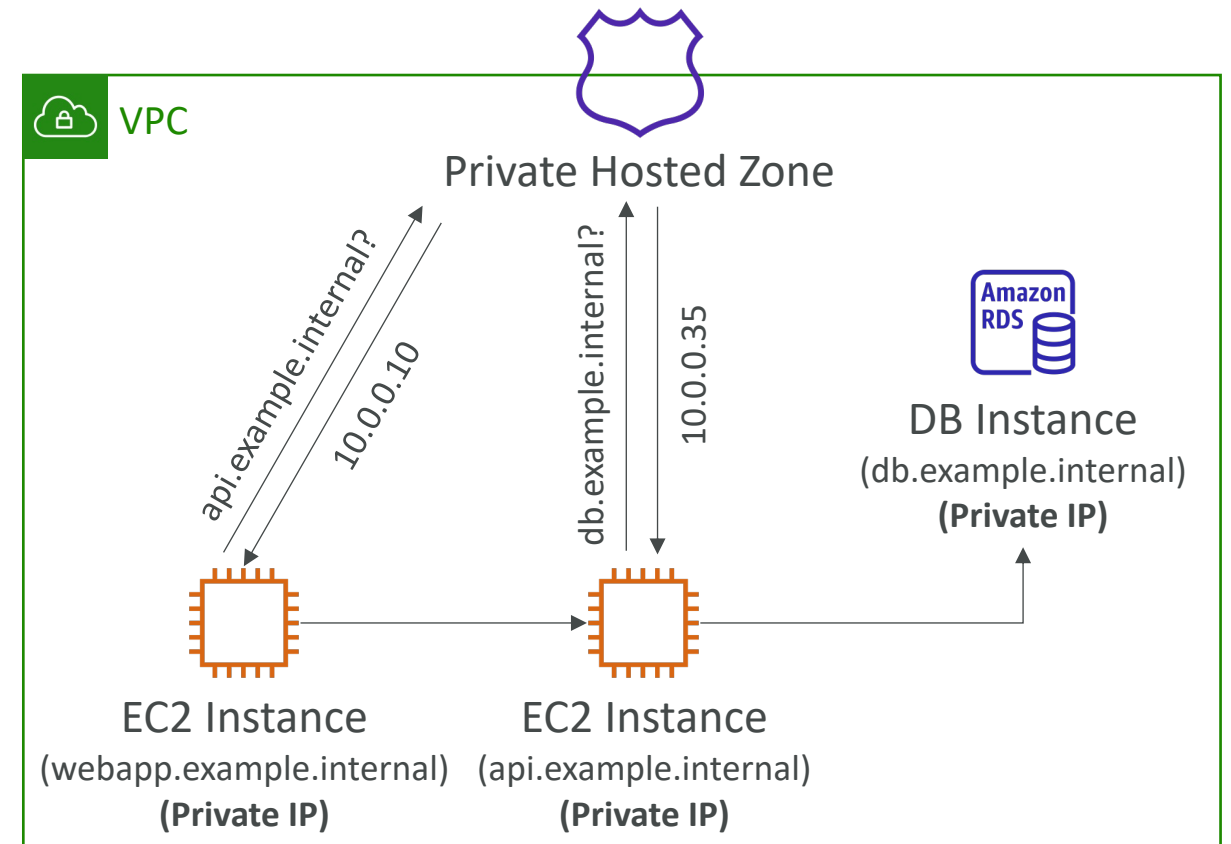 VPC
Private Hosted Zone
api.example.internal?
10.0.0.10
db.example.internal?
10.0.0.35
Amazon
RDS
DB Instance
(db.example.internal)
(Private IP)
EC2 Instance
(webapp.example.internal)
(Private IP)
EC2 Instance
(api.example.internal)
(Private IP)